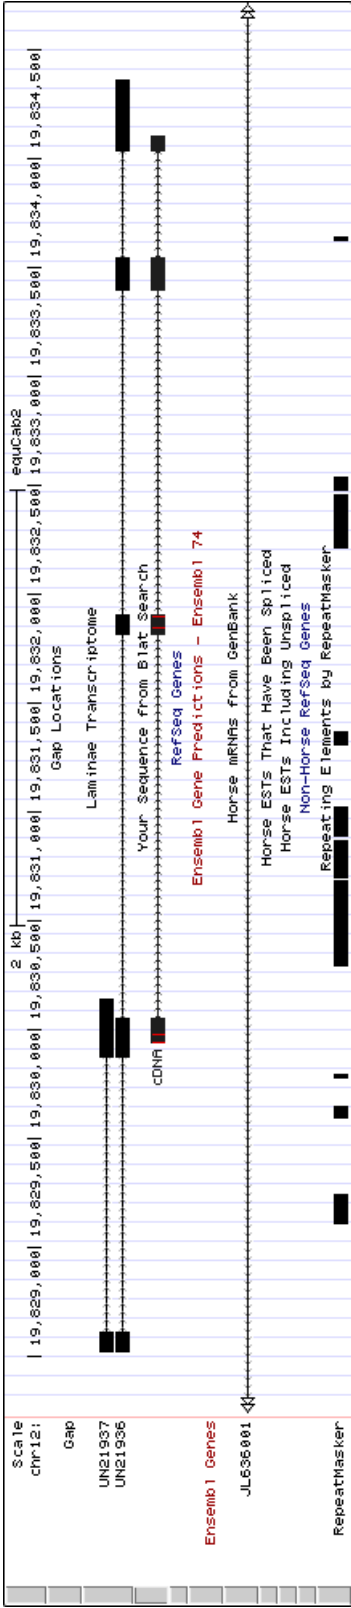 Scale 2 kb equCab2
chr12: | 19,829,000| 19,829,500| 19,830,000| 19,830,500| 19,831,000| 19,831,500| 19,832,000| 19,832,500| 19,833,000| 19,833,500| 19,834,000| 19,834,500|
Gap Locations
Gap
Laminae Transcriptome
UN21937
UN21936
Your Sequence from Blat Search
cDNA
RefSeq Genes
Ensembl Gene Predictions - Ensembl 74
Ensembl Genes
Horse mRNAs from GenBank
JL636001
Horse ESTs That Have Been Spliced
Horse ESTs Including Unspliced
Non-Horse RefSeq Genes
Repeating Elements by RepeatMasker
RepeatMasker